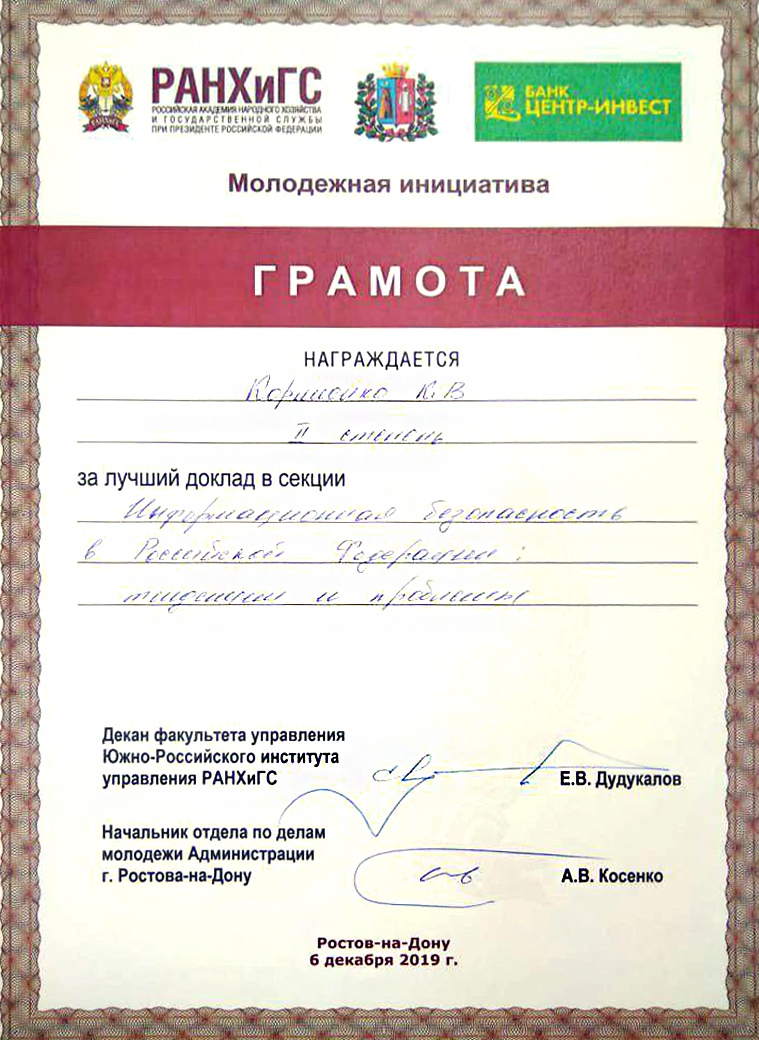 РАНХиГС
РОССИЙСКАЯ АКАДЕМИЯ НАРОДНОГО ХОЗЯЙСТВА
И ГОСУДАРСТВЕННОЙ СЛУЖБЫ
ПРИ ПРЕЗИДЕНТЕ РОССИЙСКОЙ ФЕДЕРАЦИИ
БАНК
ЦЕНТР-ИНВЕСТ
Молодежная инициатива
ГРАМОТА
НАГРАЖДАЕТСЯ
К.В
II степень
за лучший доклад в секции
Информационная безопасность
в Российской Федерации:
тенденции и проблемы
Декан факультета управления
Южно-Российского института
управления РАНХиГС
Е.В. Дудукалов
Начальник отдела по делам
молодежи Администрации
г. Ростова-на-Дону
А.В. Косенко
Ростов-на-Дону
6 декабря 2019 г.